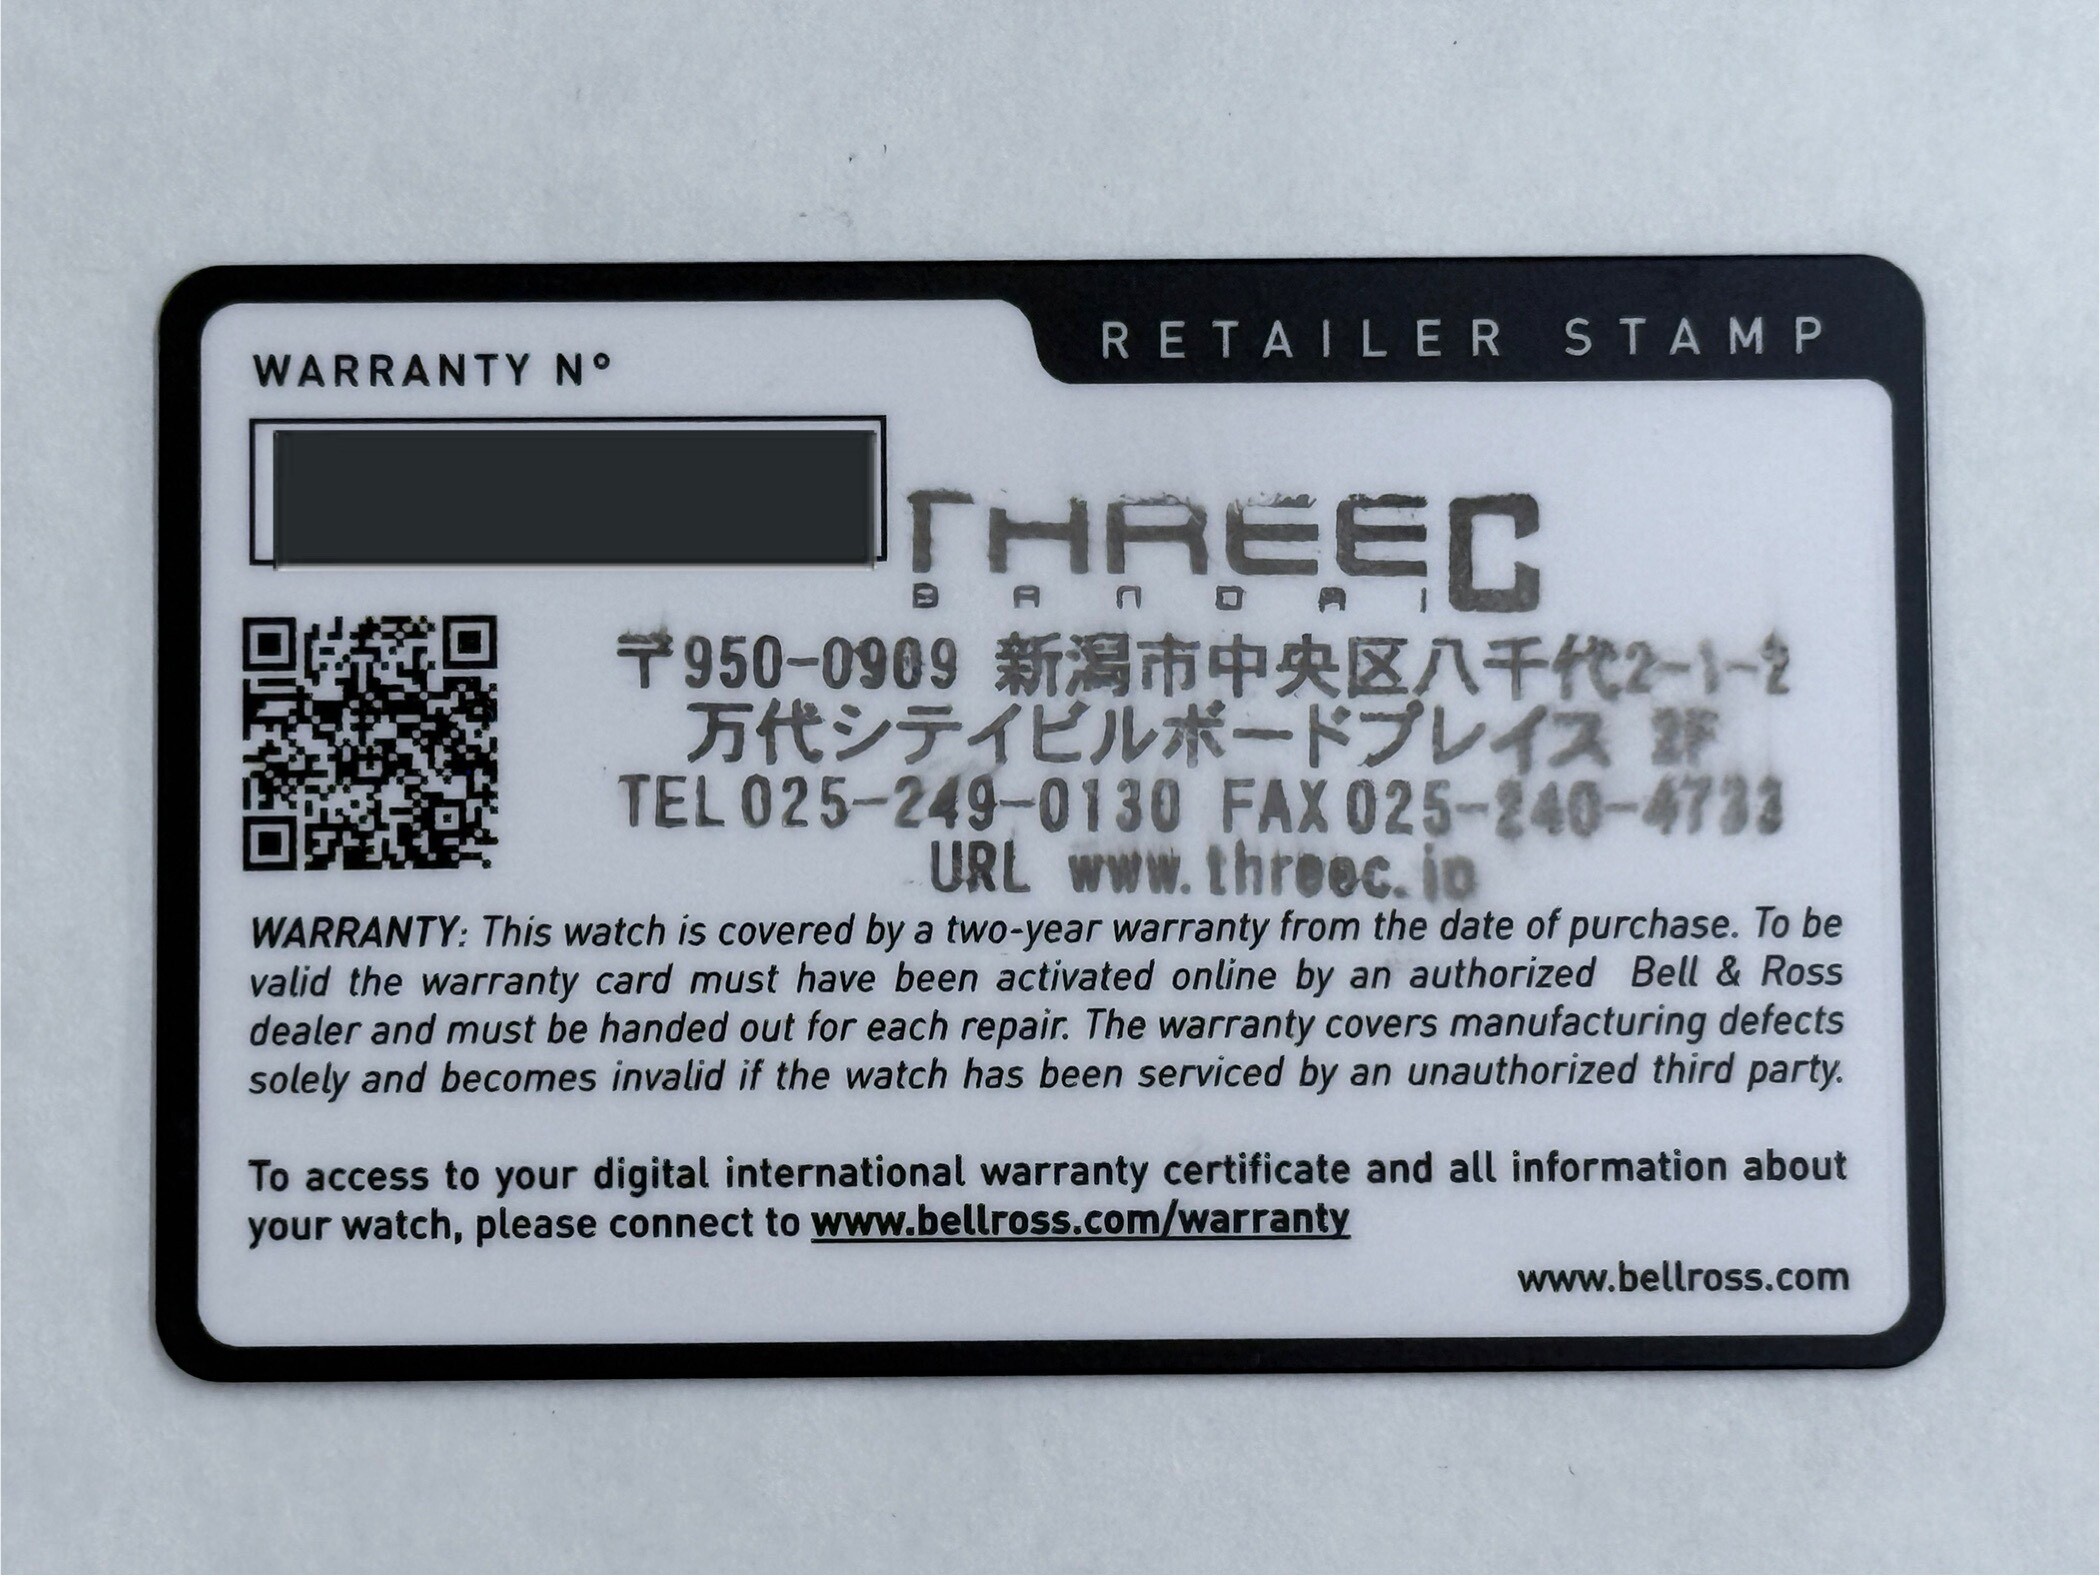 RETAILER STAMP
WARRANTY N°
THREEC
BANDAI
〒950-0909 新潟市中央区八千代2-1-2
万代シテイビルボードプレイス 2F
TEL 025-249-0130 FAX 025-240-4733
URL www.threec.jp
WARRANTY: This watch is covered by a two-year warranty from the date of purchase. To be
valid the warranty card must have been activated online by an authorized Bell & Ross
dealer and must be handed out for each repair. The warranty covers manufacturing defects
solely and becomes invalid if the watch has been serviced by an unauthorized third party.
To access to your digital international warranty certificate and all information about
your watch, please connect to www.bellross.com/warranty
www.bellross.com